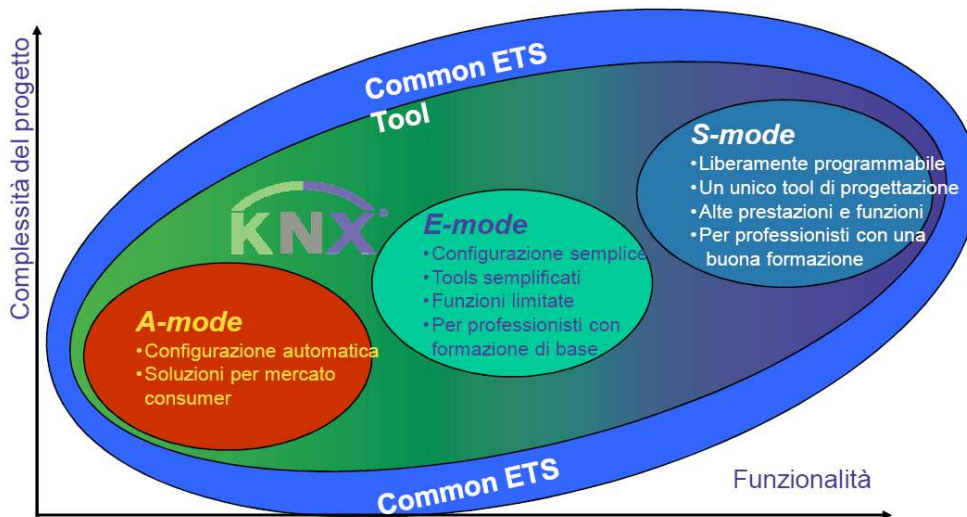 Complessità del progetto
Common ETS
Tool
KNX®
A-mode
•Configurazione automatica
•Soluzioni per mercato
consumer
E-mode
•Configurazione semplice
•Tools semplificati
•Funzioni limitate
•Per professionisti con
formazione di base
S-mode
•Liberamente programmabile
•Un unico tool di progettazione
•Alte prestazioni e funzioni
•Per professionisti con una
buona formazione
Common ETS
Funzionalità